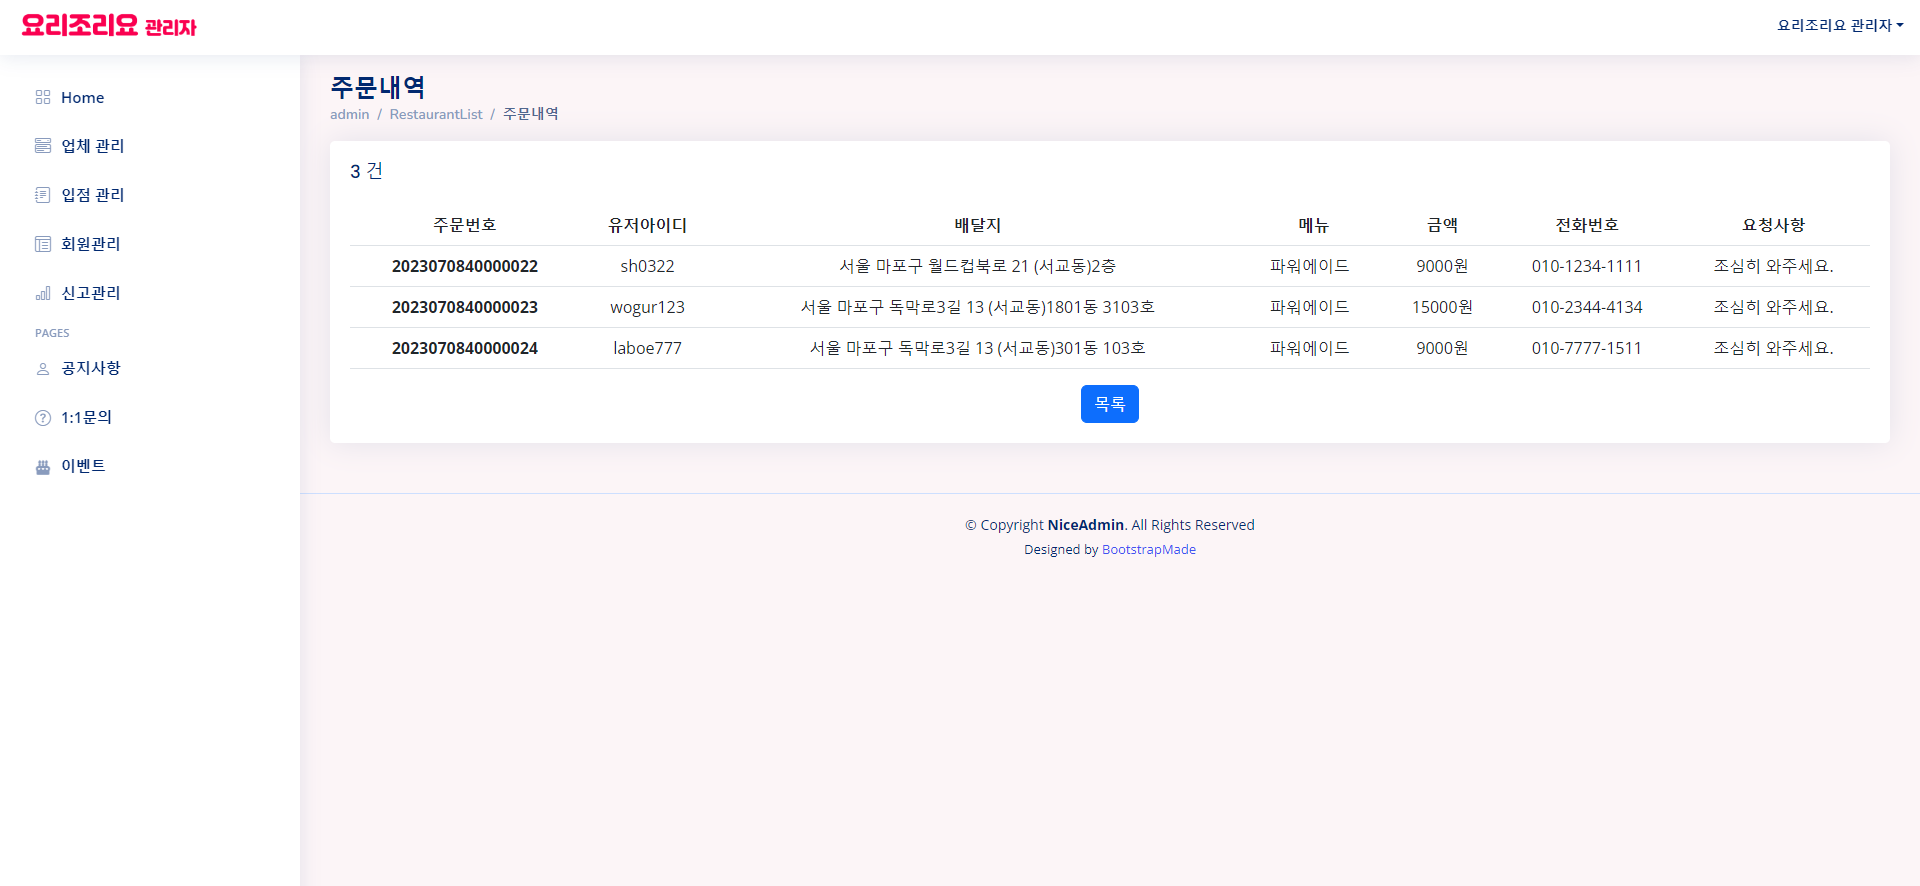 요리조리요 관리자
요리조리요 관리자
Home
업체 관리
입점 관리
회원관리
신고관리
PAGES
공지사항
1:1문의
이벤트
주문내역
admin / RestaurantList / 주문내역
3 건
주문번호 유저아이디 배달지 메뉴 금액 전화번호 요청사항
2023070840000022 sh0322 서울 마포구 월드컵북로 21 (서교동)2층 파워에이드 9000원 010-1234-1111 조심히 와주세요.
2023070840000023 wogur123 서울 마포구 독막로3길 13 (서교동)1801동 3103호 파워에이드 15000원 010-2344-4134 조심히 와주세요.
2023070840000024 laboe777 서울 마포구 독막로3길 13 (서교동)301동 103호 파워에이드 9000원 010-7777-1511 조심히 와주세요.
목록
© Copyright NiceAdmin. All Rights Reserved
Designed by BootstrapMade